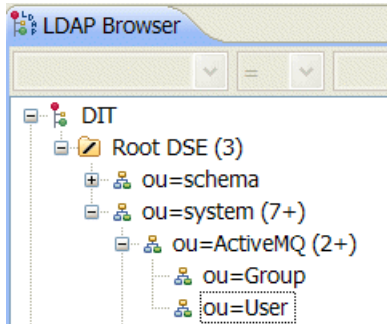 LDAP Browser
=
DIT
Root DSE (3)
ou=schema
ou=system (7+)
ou=ActiveMQ (2+)
ou=Group
ou=User